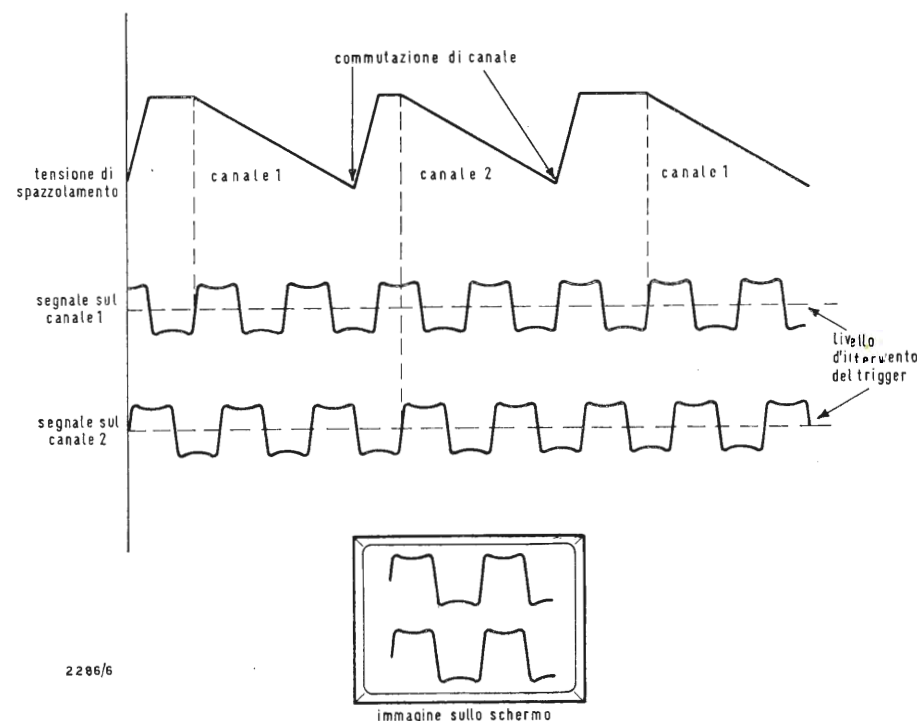 commutazione di canale
tensione di
spazzolamento
canale 1
canale 2
canale 1
segnale sul
canale 1
livello
del trigger
segnale sul
canale 2
2286/6
immagine sullo schermo